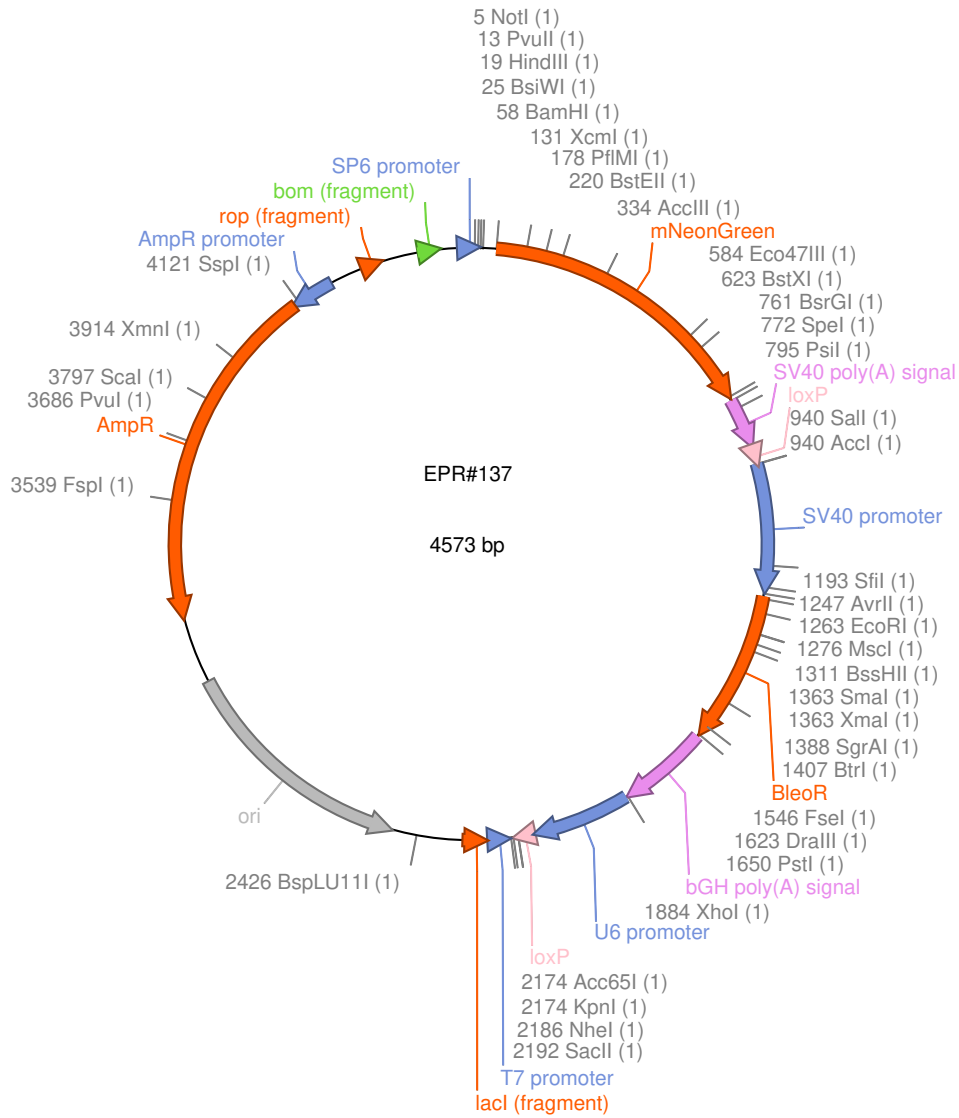 5 NotI (1)
13 PvuII (1)
19 HindIII (1)
25 BsiWI (1)
58 BamHI (1)
131 XcmI (1)
178 PflMI (1)
220 BstEII (1)
334 AccIII (1)
mNeonGreen
584 Eco47III (1)
623 BstXI (1)
761 BsrGI (1)
772 SpeI (1)
795 PsiI (1)
SV40 poly(A) signal
loxP
940 SalI (1)
940 AccI (1)
SV40 promoter
1193 SfiI (1)
1247 AvrII (1)
1263 EcoRI (1)
1276 MscI (1)
1311 BssHII (1)
1363 SmaI (1)
1363 XmaI (1)
1388 SgrAI (1)
1407 BtrI (1)
BleoR
1546 FseI (1)
1623 DraIII (1)
1650 PstI (1)
bGH poly(A) signal
1884 XhoI (1)
U6 promoter
loxP
2174 Acc65I (1)
2174 KpnI (1)
2186 NheI (1)
2192 SacII (1)
T7 promoter
lacI (fragment)
2426 BspLU11I (1)
ori
3539 FspI (1)
AmpR
3686 PvuI (1)
3797 ScaI (1)
3914 XmnI (1)
4121 SspI (1)
AmpR promoter
rop (fragment)
bom (fragment)
SP6 promoter
EPR#137
4573 bp